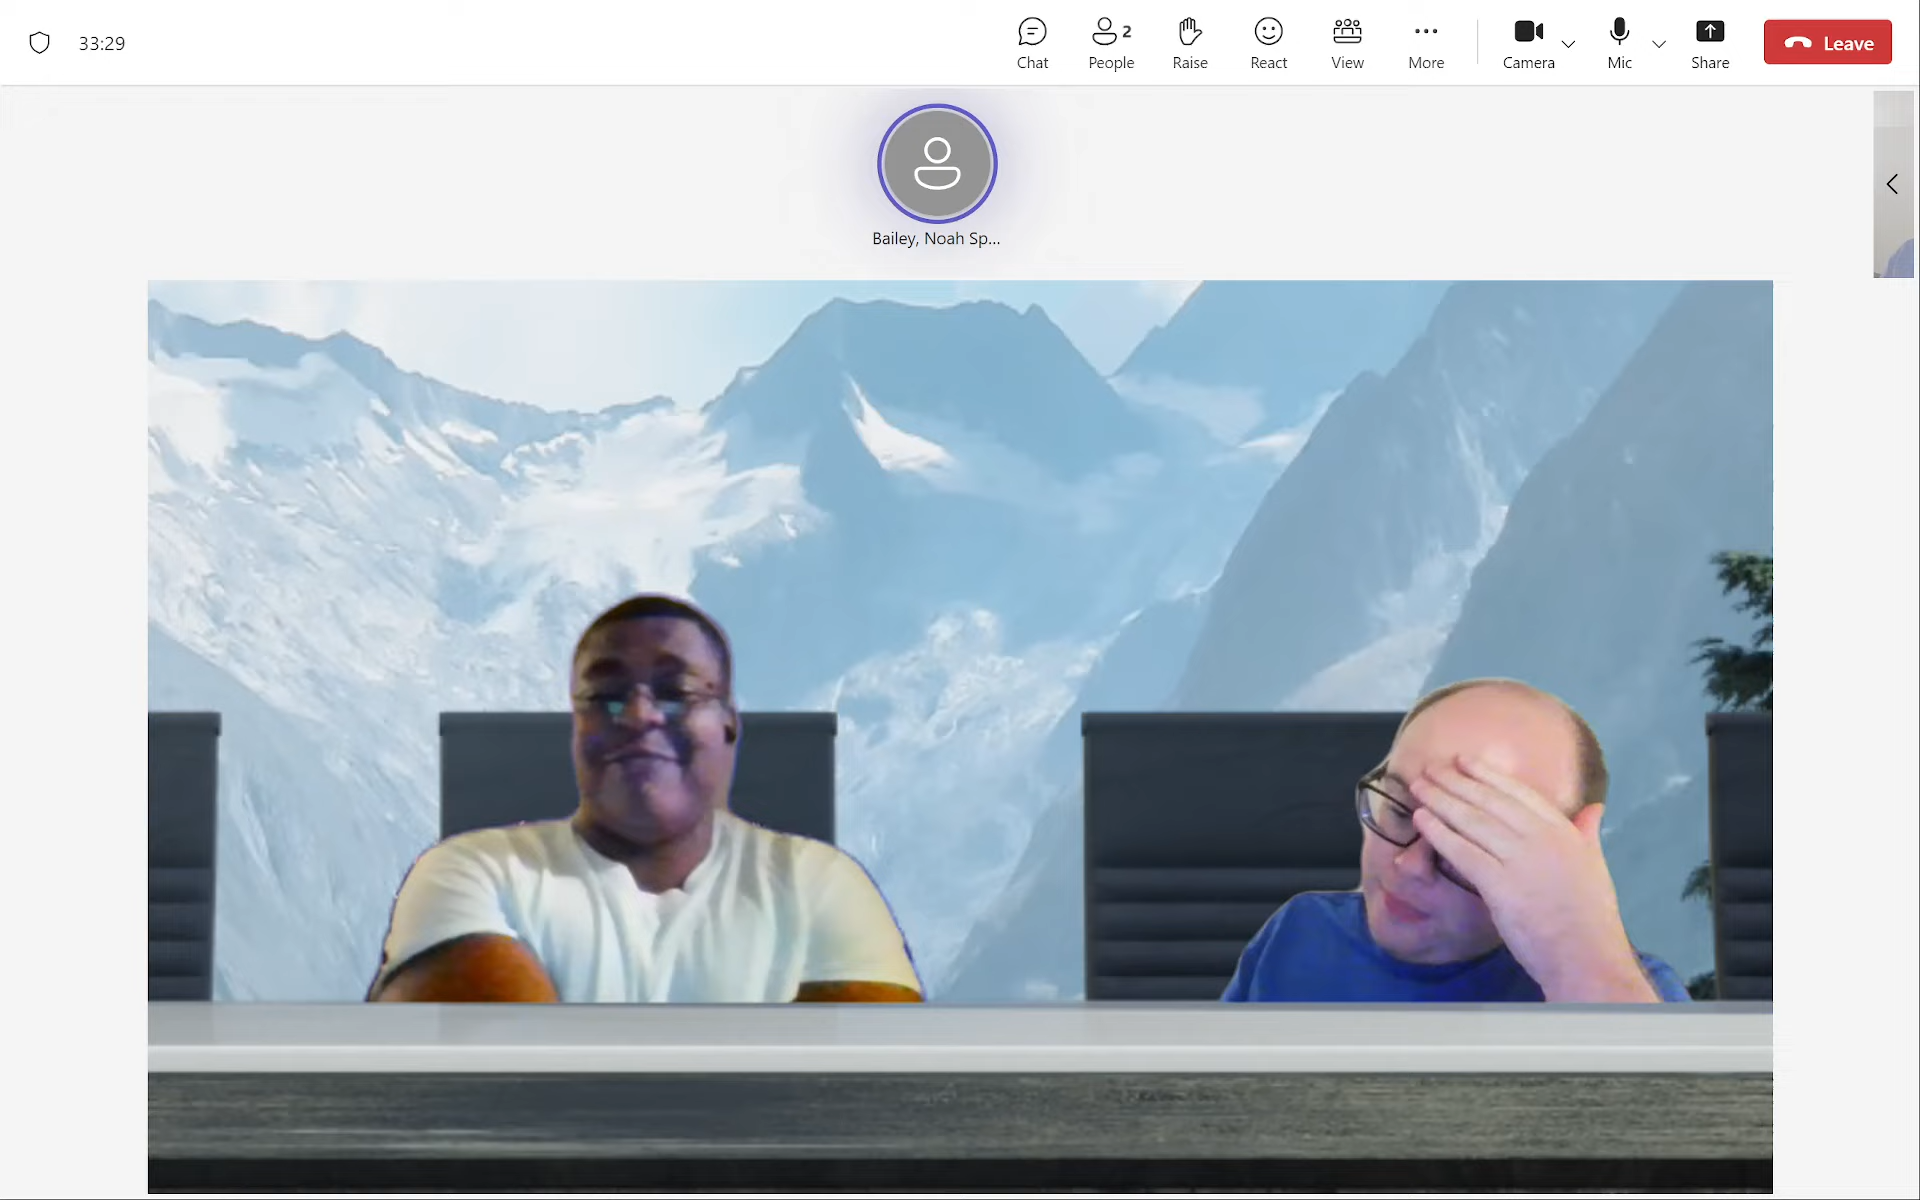 33:29
Chat
People 2
Raise
React
View
More
Camera
Mic
Share
Leave
Bailey, Noah Sp...